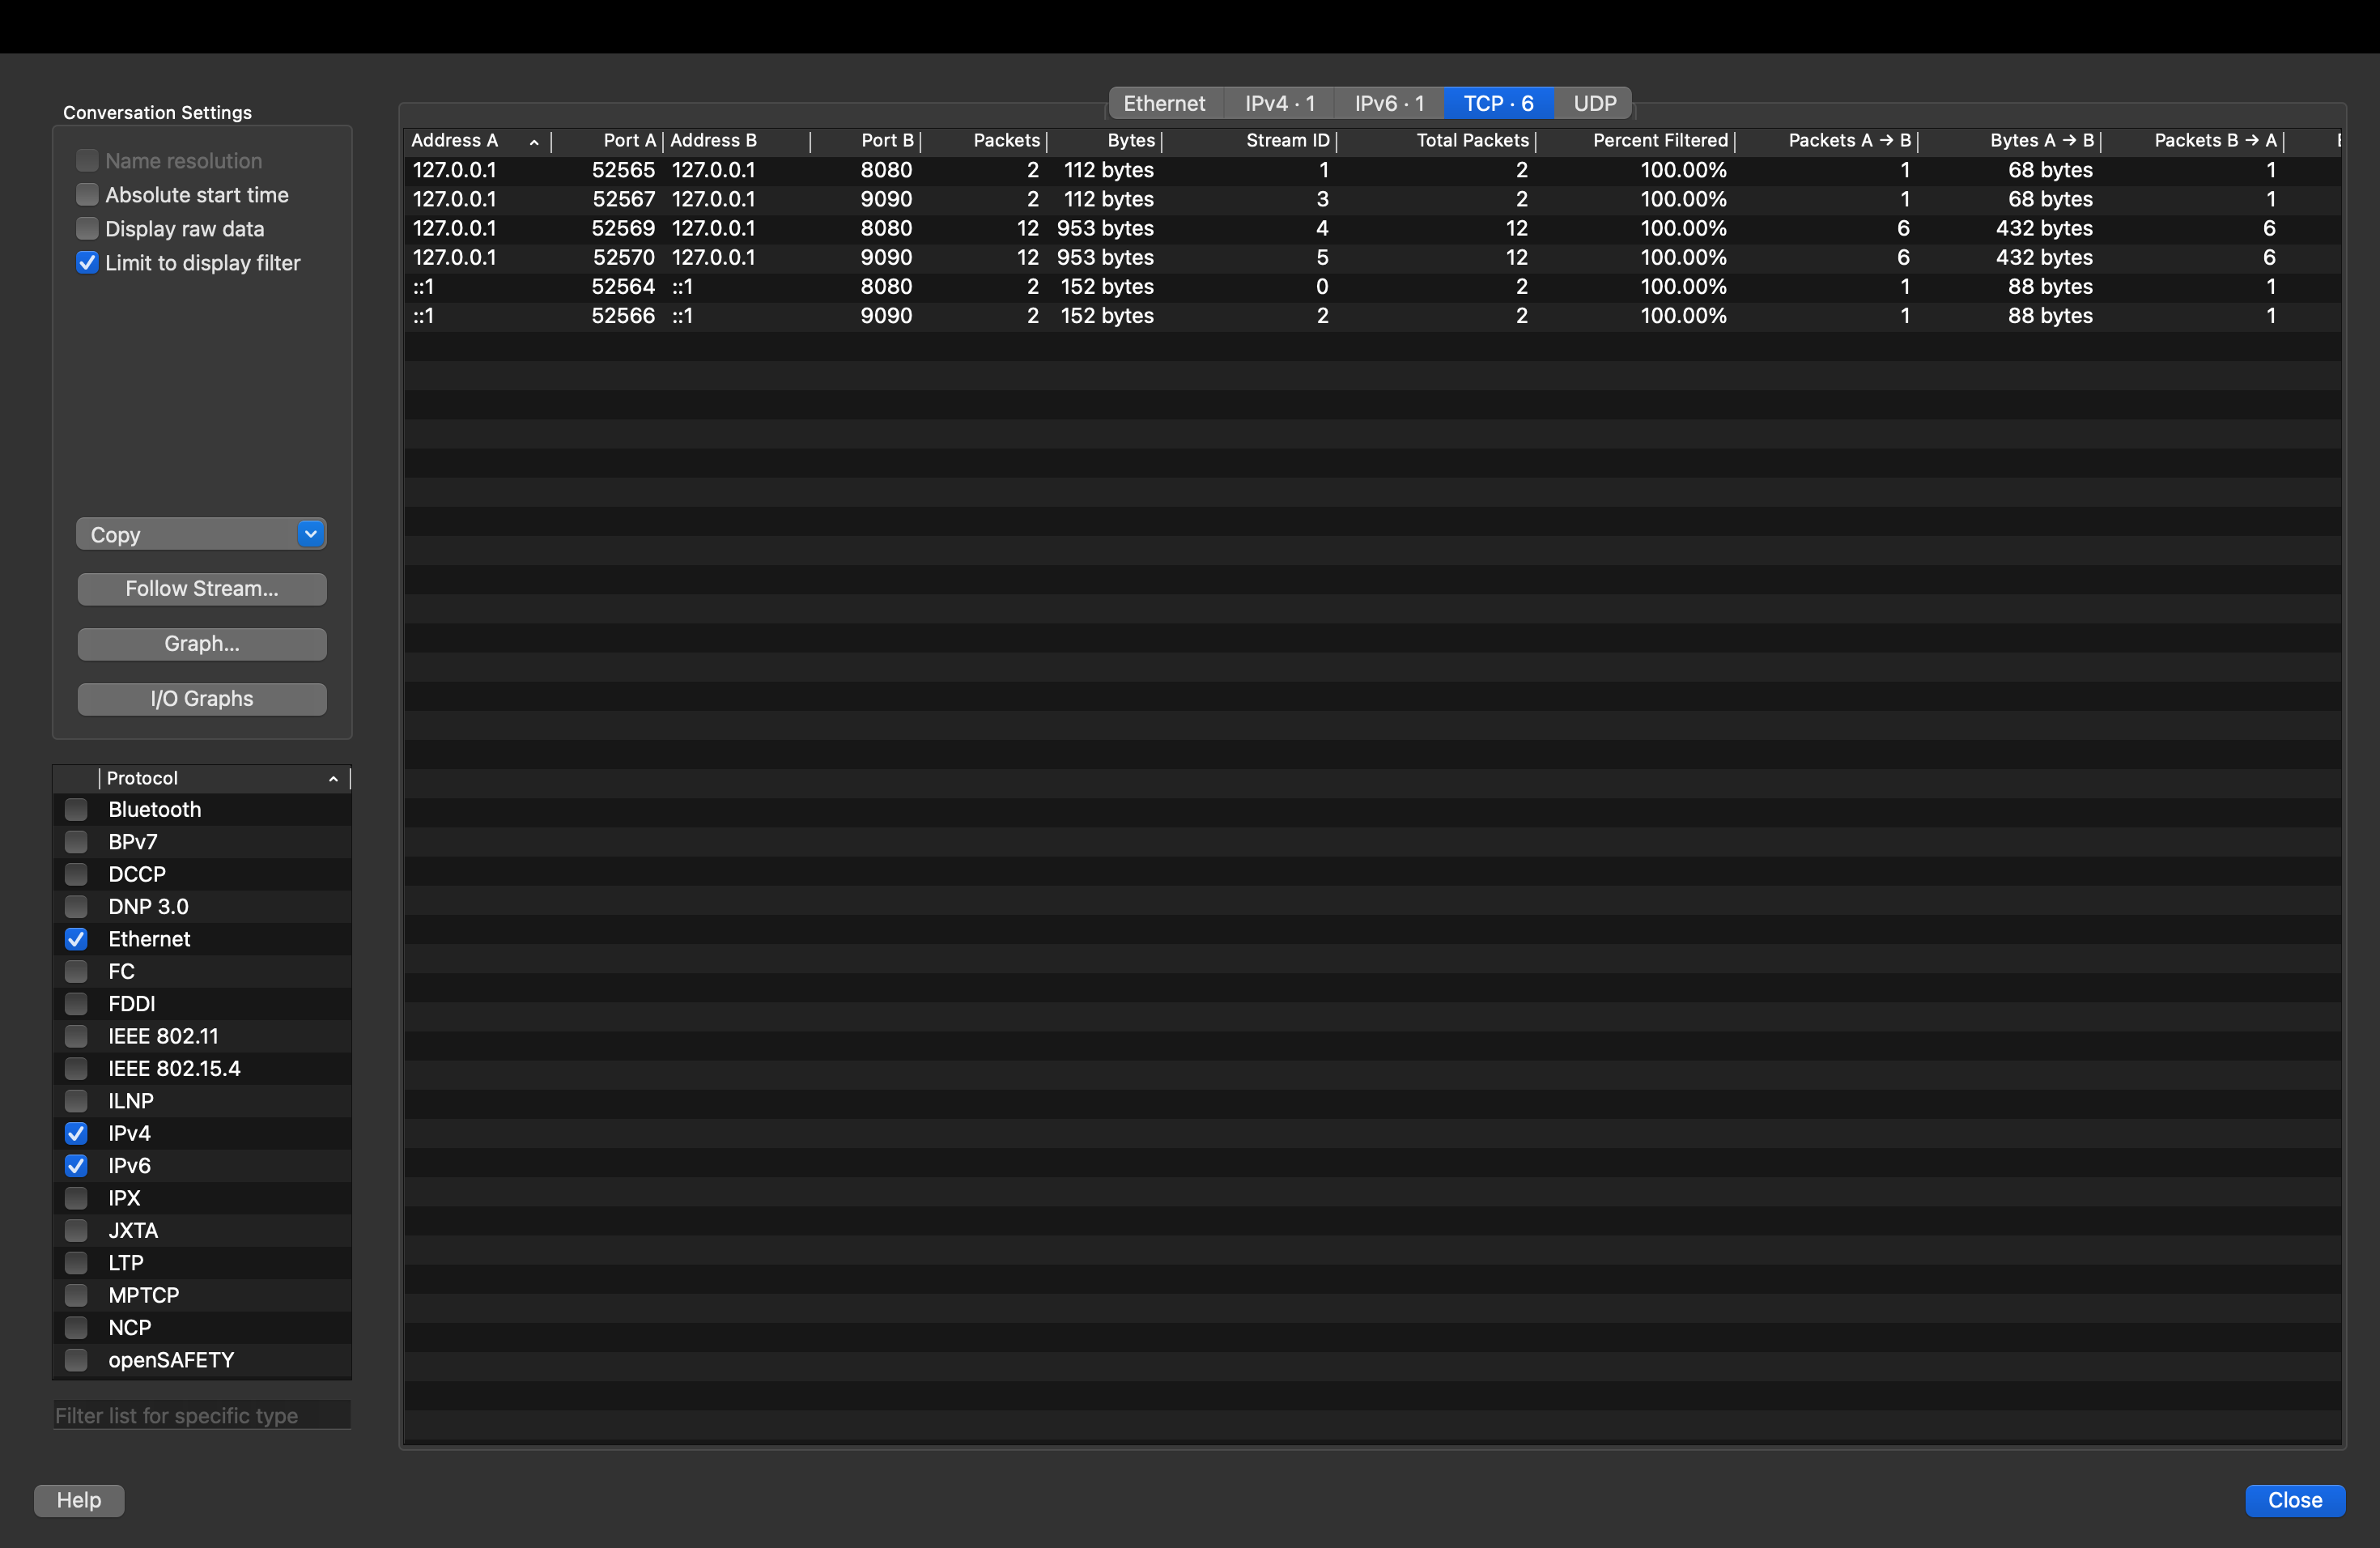 Conversation Settings
Name resolution
Absolute start time
Display raw data
Limit to display filter
Copy
Follow Stream...
Graph...
I/O Graphs
Protocol
Bluetooth
BPv7
DCCP
DNP 3.0
Ethernet
FC
FDDI
IEEE 802.11
IEEE 802.15.4
ILNP
IPv4
IPv6
IPX
JXTA
LTP
MPTCP
NCP
openSAFETY
Filter list for specific type
Ethernet IPv4 · 1 IPv6 · 1 TCP · 6 UDP
Address A Port A Address B Port B Packets Bytes Stream ID Total Packets Percent Filtered Packets A → B Bytes A → B Packets B → A
127.0.0.1 52565 127.0.0.1 8080 2 112 bytes 1 2 100.00% 1 68 bytes 1
127.0.0.1 52567 127.0.0.1 9090 2 112 bytes 3 2 100.00% 1 68 bytes 1
127.0.0.1 52569 127.0.0.1 8080 12 953 bytes 4 12 100.00% 6 432 bytes 6
127.0.0.1 52570 127.0.0.1 9090 12 953 bytes 5 12 100.00% 6 432 bytes 6
::1 52564 ::1 8080 2 152 bytes 0 2 100.00% 1 88 bytes 1
::1 52566 ::1 9090 2 152 bytes 2 2 100.00% 1 88 bytes 1
Help
Close